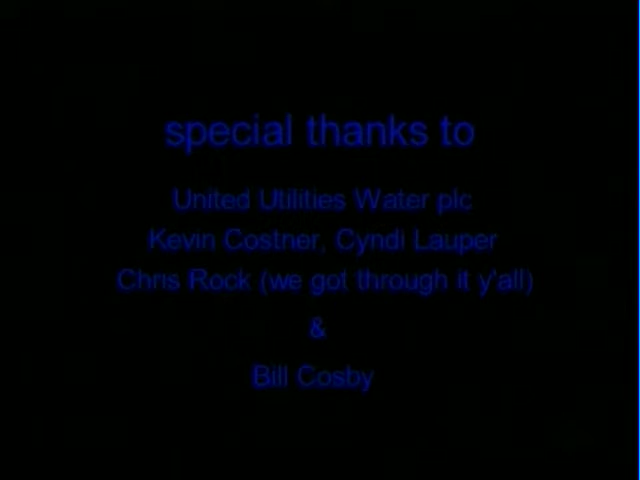 special thanks to
United Utilities Water plc
Kevin Costner, Cyndi Lauper
Chris Rock (we got through it y'all)
&
Bill Cosby